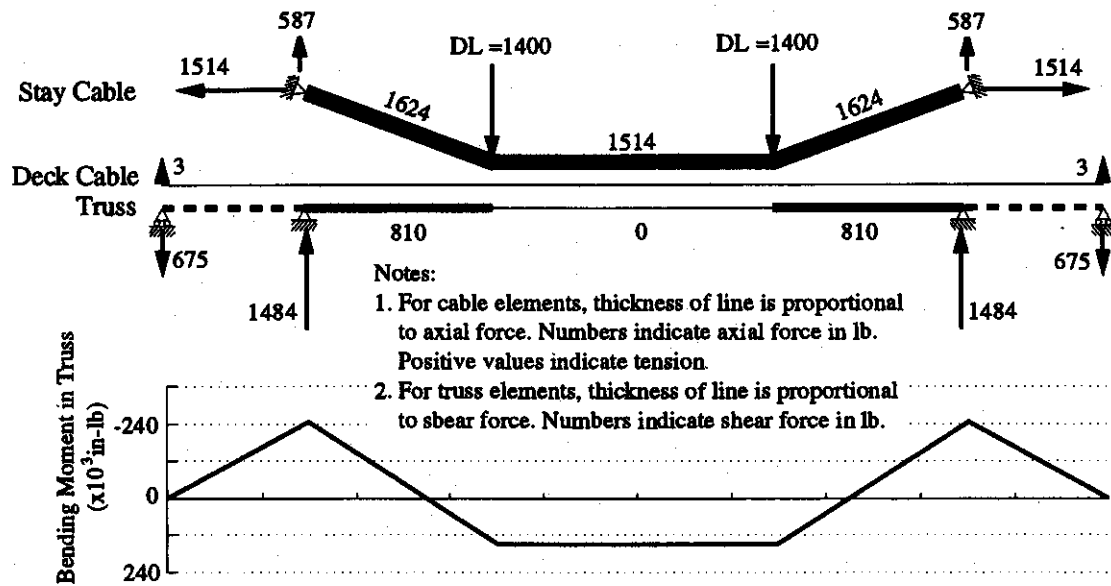 587
587
DL =1400
DL =1400
1514
1514
Stay Cable
1624
1624
1514
3
3
Deck Cable
Truss
810
0
810
675
675
Notes:
1. For cable elements, thickness of line is proportional
to axial force. Numbers indicate axial force in lb.
Positive values indicate tension.
2. For truss elements, thickness of line is proportional
to shear force. Numbers indicate shear force in lb.
1484
1484
Bending Moment in Truss
(x10³in-lb)
-240
0
240